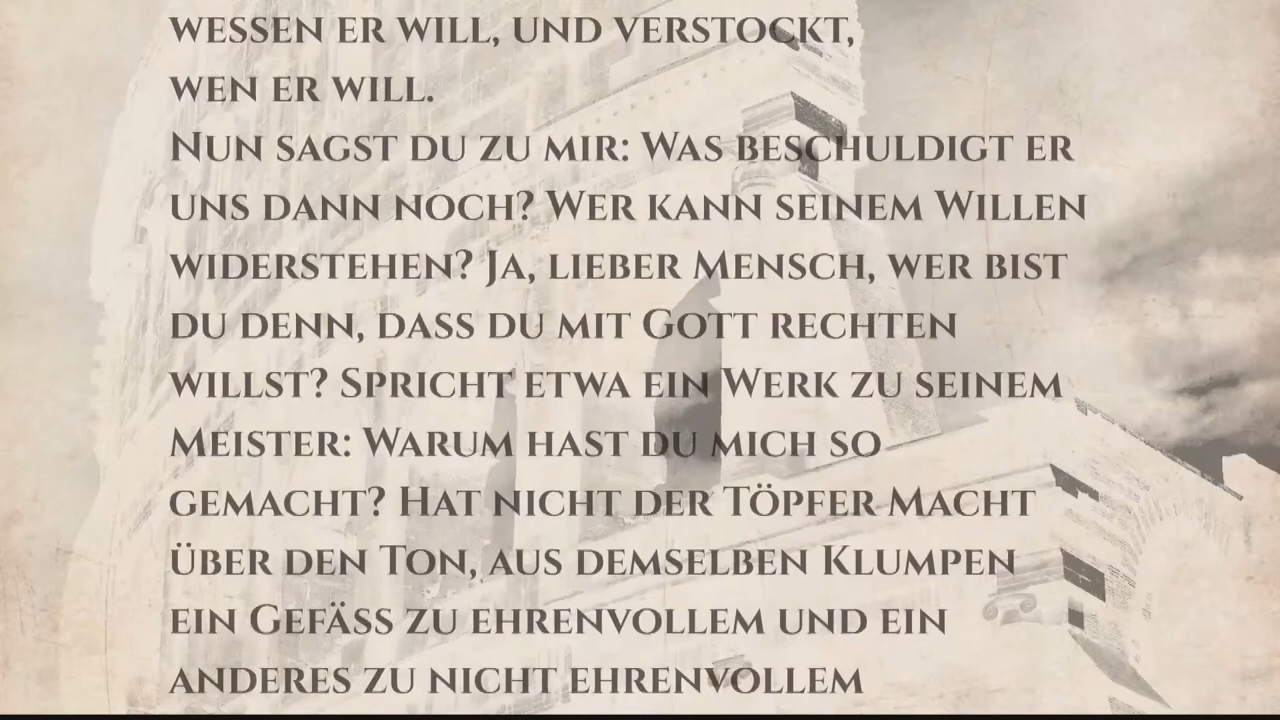 wessen er will, und verstockt,
wen er will.
Nun sagst du zu mir: Was beschuldigt er
uns dann noch? Wer kann seinem Willen
widerstehen? Ja, lieber Mensch, wer bist
du denn, dass du mit Gott rechten
willst? Spricht etwa ein Werk zu seinem
Meister: Warum hast du mich so
gemacht? Hat nicht der Töpfer Macht
über den Ton, aus demselben Klumpen
ein Gefäss zu ehrenvollem und ein
anderes zu nicht ehrenvollem